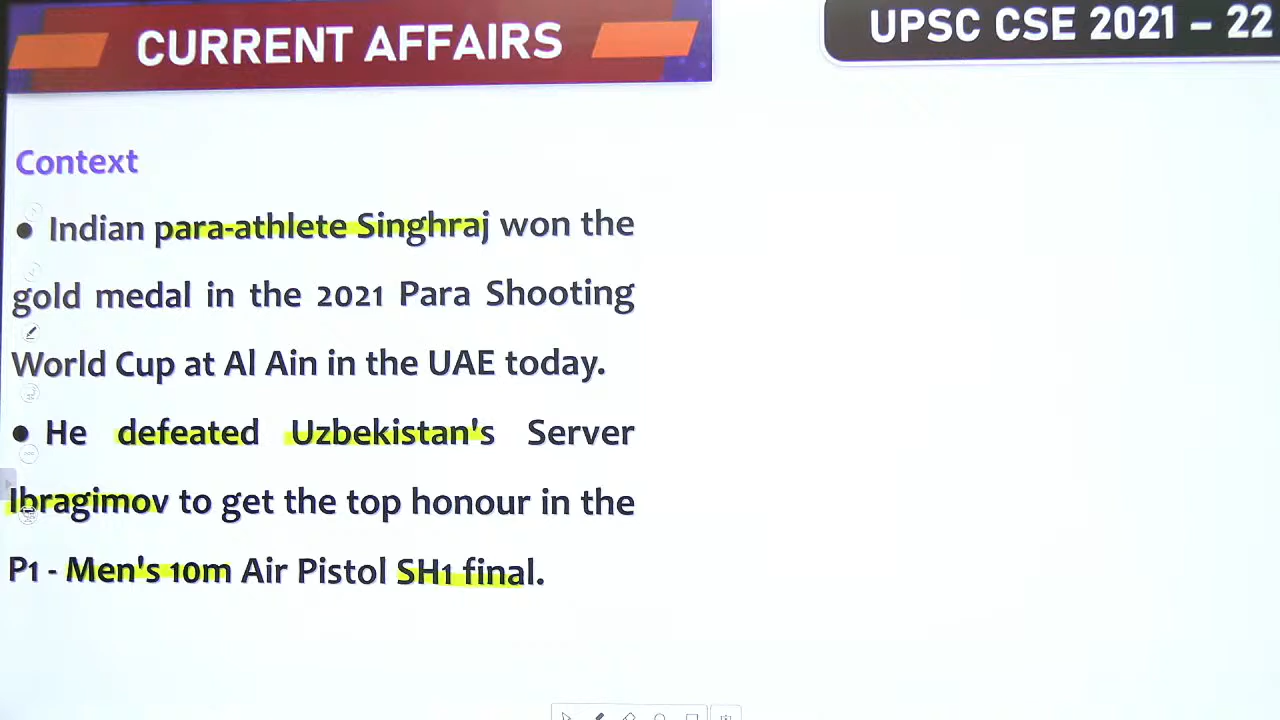 CURRENT AFFAIRS
UPSC CSE 2021 – 22
Context
● Indian para-athlete Singhraj won the
gold medal in the 2021 Para Shooting
World Cup at Al Ain in the UAE today.
● He defeated Uzbekistan's Server
Ibragimov to get the top honour in the
P1 - Men's 10m Air Pistol SH1 final.